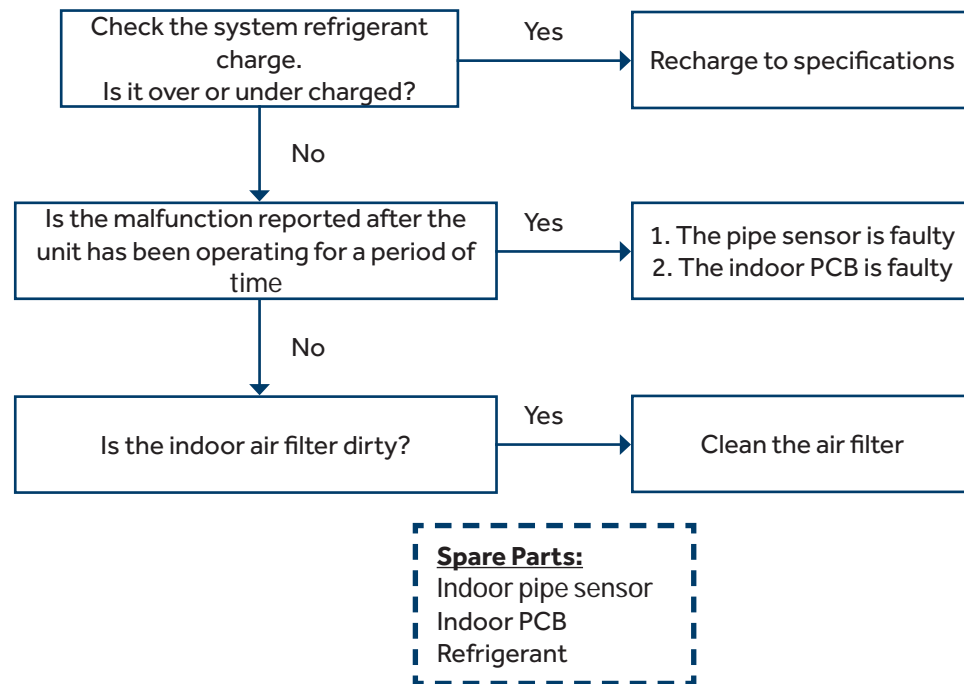 Check the system refrigerant
charge.
Is it over or under charged?
Yes
Recharge to specifications
No
Is the malfunction reported after the
unit has been operating for a period of
time
Yes
1. The pipe sensor is faulty
2. The indoor PCB is faulty
No
Is the indoor air filter dirty?
Yes
Clean the air filter
Spare Parts:
Indoor pipe sensor
Indoor PCB
Refrigerant